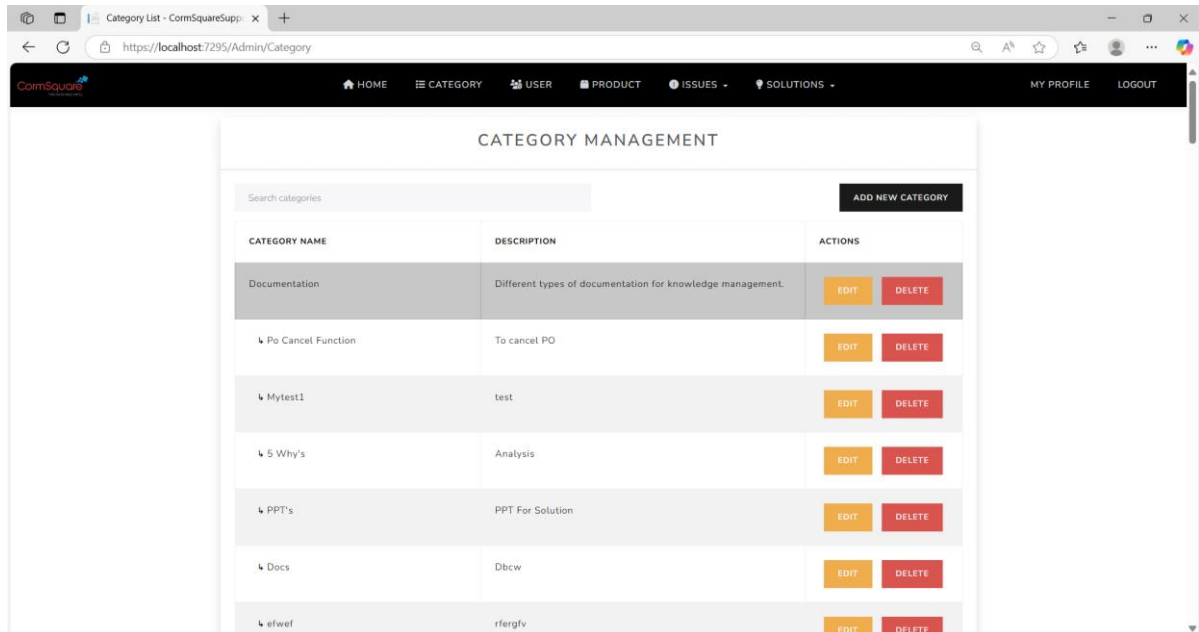 Category List - CormSquareSupp
https://localhost:7295/Admin/Category
CormSquare HOME CATEGORY USER PRODUCT ISSUES SOLUTIONS MY PROFILE LOGOUT
CATEGORY MANAGEMENT
Search categories ADD NEW CATEGORY
CATEGORY NAME DESCRIPTION ACTIONS
Documentation Different types of documentation for knowledge management. EDIT DELETE
↳ Po Cancel Function To cancel PO EDIT DELETE
↳ Mytest1 test EDIT DELETE
↳ 5 Why's Analysis EDIT DELETE
↳ PPT's PPT For Solution EDIT DELETE
↳ Docs Dbcw EDIT DELETE
↳ efwef rfergfv EDIT DELETE